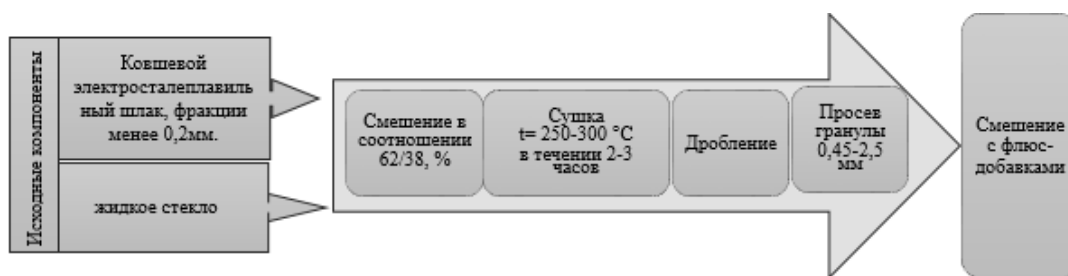 Исходные компоненты
Ковшевой
электросталеплавиль
ный шлак, фракции
менее 0,2мм.
жидкое стекло
Смешение в
соотношении
62/38, %
Сушка
t= 250-300 °C
в течении 2-3
часов
Дробление
Просев
гранулы
0,45-2,5
мм
Смешение
с флюс-
добавками